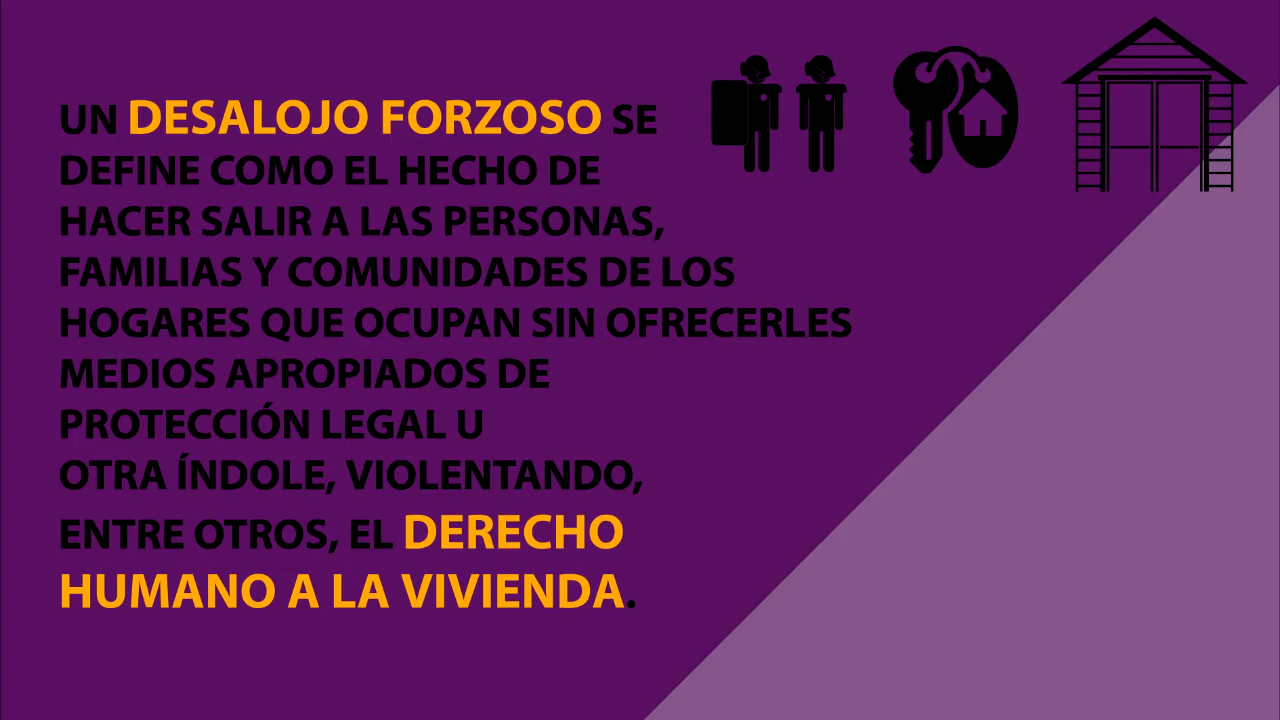 UN DESALOJO FORZOSO SE
DEFINE COMO EL HECHO DE
HACER SALIR A LAS PERSONAS,
FAMILIAS Y COMUNIDADES DE LOS
HOGARES QUE OCUPAN SIN OFRECERLES
MEDIOS APROPIADOS DE
PROTECCIÓN LEGAL U
OTRA ÍNDOLE, VIOLENTANDO,
ENTRE OTROS, EL DERECHO
HUMANO A LA VIVIENDA.